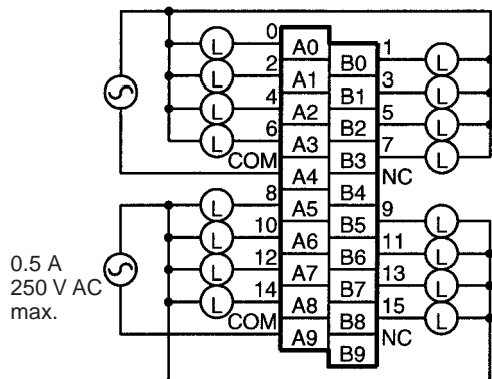 0 L A0 B0 1 L
2 L A1 B1 3 L
4 L A2 B2 5 L
6 L A3 B3 7 L
COM A4 B4 NC
8 L A5 B5 9 L
10 L A6 B6 11 L
12 L A7 B7 13 L
14 L A8 B8 15 L
COM A9 B9 NC
0.5 A
250 V AC
max.